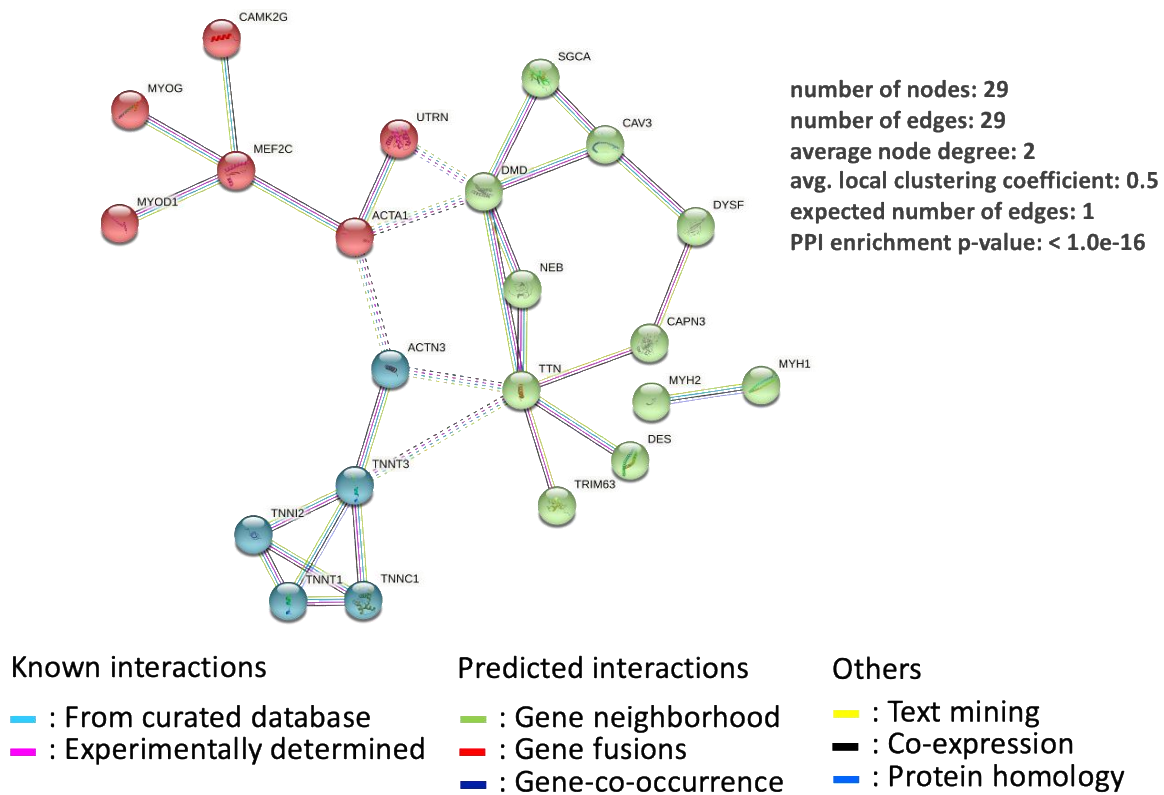 CAMK2G
SGCA
MYOG
UTRN
CAV3
MEF2C
DMD
MYOD1
ACTA1
DYSF
NEB
CAPN3
ACTN3
TTN
MYH1
MYH2
DES
TNNT3
TRIM63
TNNI2
TNNT1
TNNC1
number of nodes: 29
number of edges: 29
average node degree: 2
avg. local clustering coefficient: 0.5
expected number of edges: 1
PPI enrichment p-value: < 1.0e-16
Known interactions
: From curated database
: Experimentally determined
Predicted interactions
: Gene neighborhood
: Gene fusions
: Gene-co-occurrence
Others
: Text mining
: Co-expression
: Protein homology